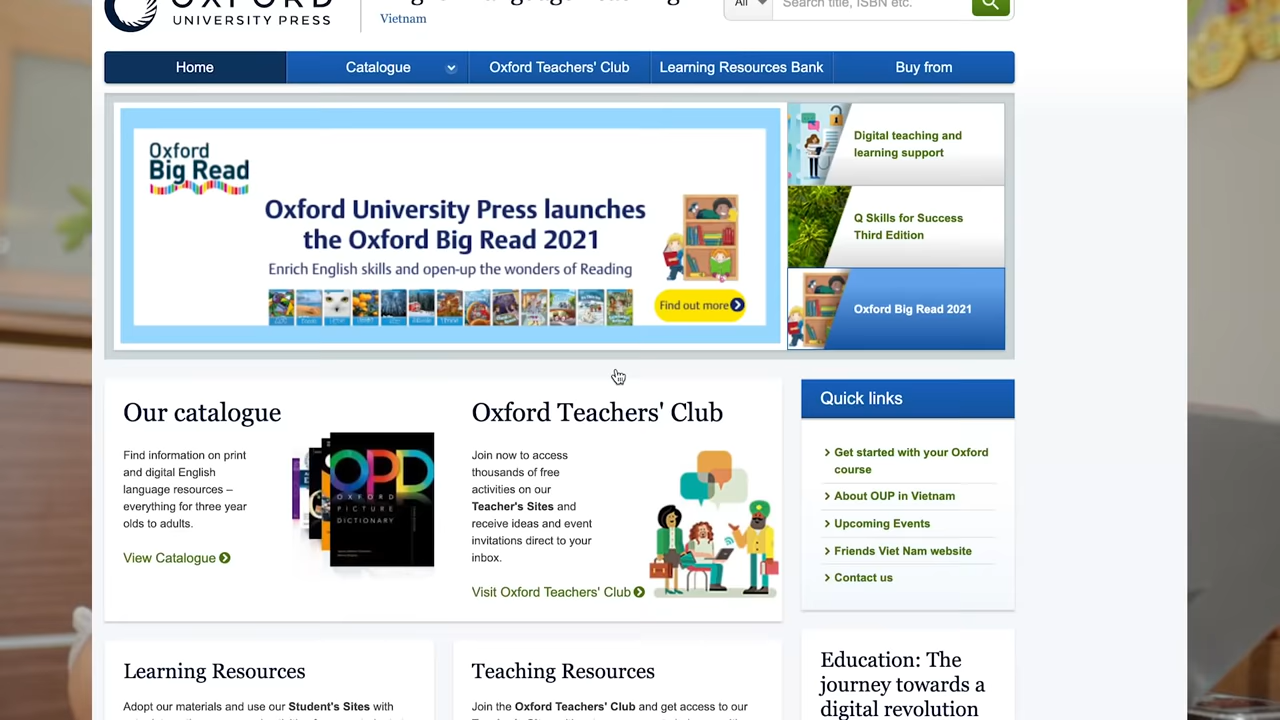 OXFORD
UNIVERSITY PRESS
Vietnam
All
Search title, ISBN etc.
Home
Catalogue
Oxford Teachers' Club
Learning Resources Bank
Buy from
Oxford
Big Read
Oxford University Press launches
the Oxford Big Read 2021
Enrich English skills and open-up the wonders of Reading
Find out more
Digital teaching and
learning support
Q Skills for Success
Third Edition
Oxford Big Read 2021
Our catalogue
Find information on print
and digital English
language resources –
everything for three year
olds to adults.
View Catalogue
OPD
OXFORD
PICTURE
DICTIONARY
Oxford Teachers' Club
Join now to access
thousands of free
activities on our
Teacher's Sites and
receive ideas and event
invitations direct to your
inbox.
Visit Oxford Teachers' Club
Quick links
Get started with your Oxford
course
About OUP in Vietnam
Upcoming Events
Friends Viet Nam website
Contact us
Learning Resources
Adopt our materials and use our Student's Sites with
Teaching Resources
Join the Oxford Teachers' Club and get access to our
Education: The
journey towards a
digital revolution